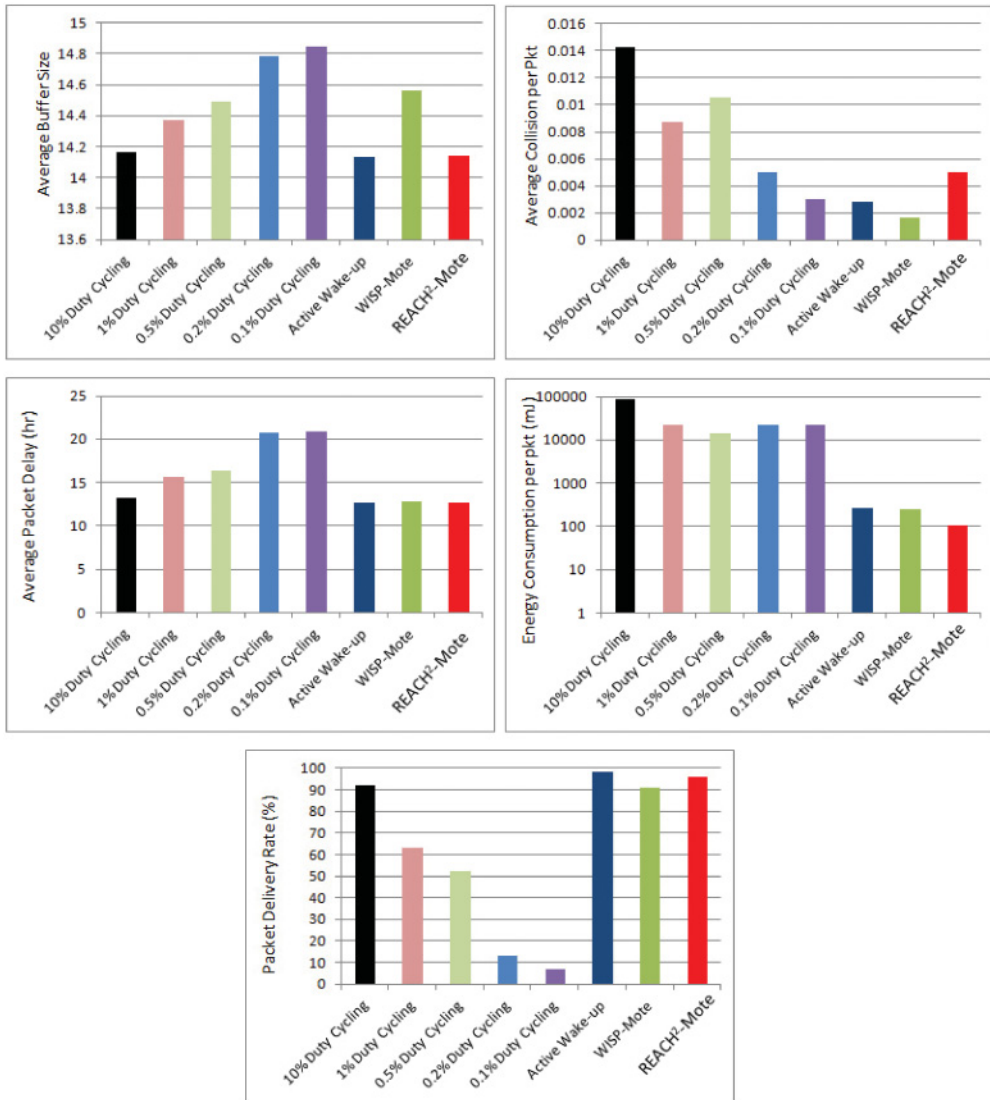 Average Buffer Size
15
14.8
14.6
14.4
14.2
14
13.8
13.6
10% Duty Cycling
1% Duty Cycling
0.5% Duty Cycling
0.2% Duty Cycling
0.1% Duty Cycling
Active Wake-up
WISP-Mote
REACH²-Mote
Average Collision per Pkt
0.016
0.014
0.012
0.01
0.008
0.006
0.004
0.002
0
10% Duty Cycling
1% Duty Cycling
0.5% Duty Cycling
0.2% Duty Cycling
0.1% Duty Cycling
Active Wake-up
WISP-Mote
REACH²-Mote
Average Packet Delay (hr)
25
20
15
10
5
0
10% Duty Cycling
1% Duty Cycling
0.5% Duty Cycling
0.2% Duty Cycling
0.1% Duty Cycling
Active Wake-up
WISP-Mote
REACH²-Mote
Energy Consumption per pkt (mJ)
100000
10000
1000
100
10
1
10% Duty Cycling
1% Duty Cycling
0.5% Duty Cycling
0.2% Duty Cycling
0.1% Duty Cycling
Active Wake-up
WISP-Mote
REACH²-Mote
Packet Delivery Rate (%)
100
90
80
70
60
50
40
30
20
10
0
10% Duty Cycling
1% Duty Cycling
0.5% Duty Cycling
0.2% Duty Cycling
0.1% Duty Cycling
Active Wake-up
WISP-Mote
REACH²-Mote